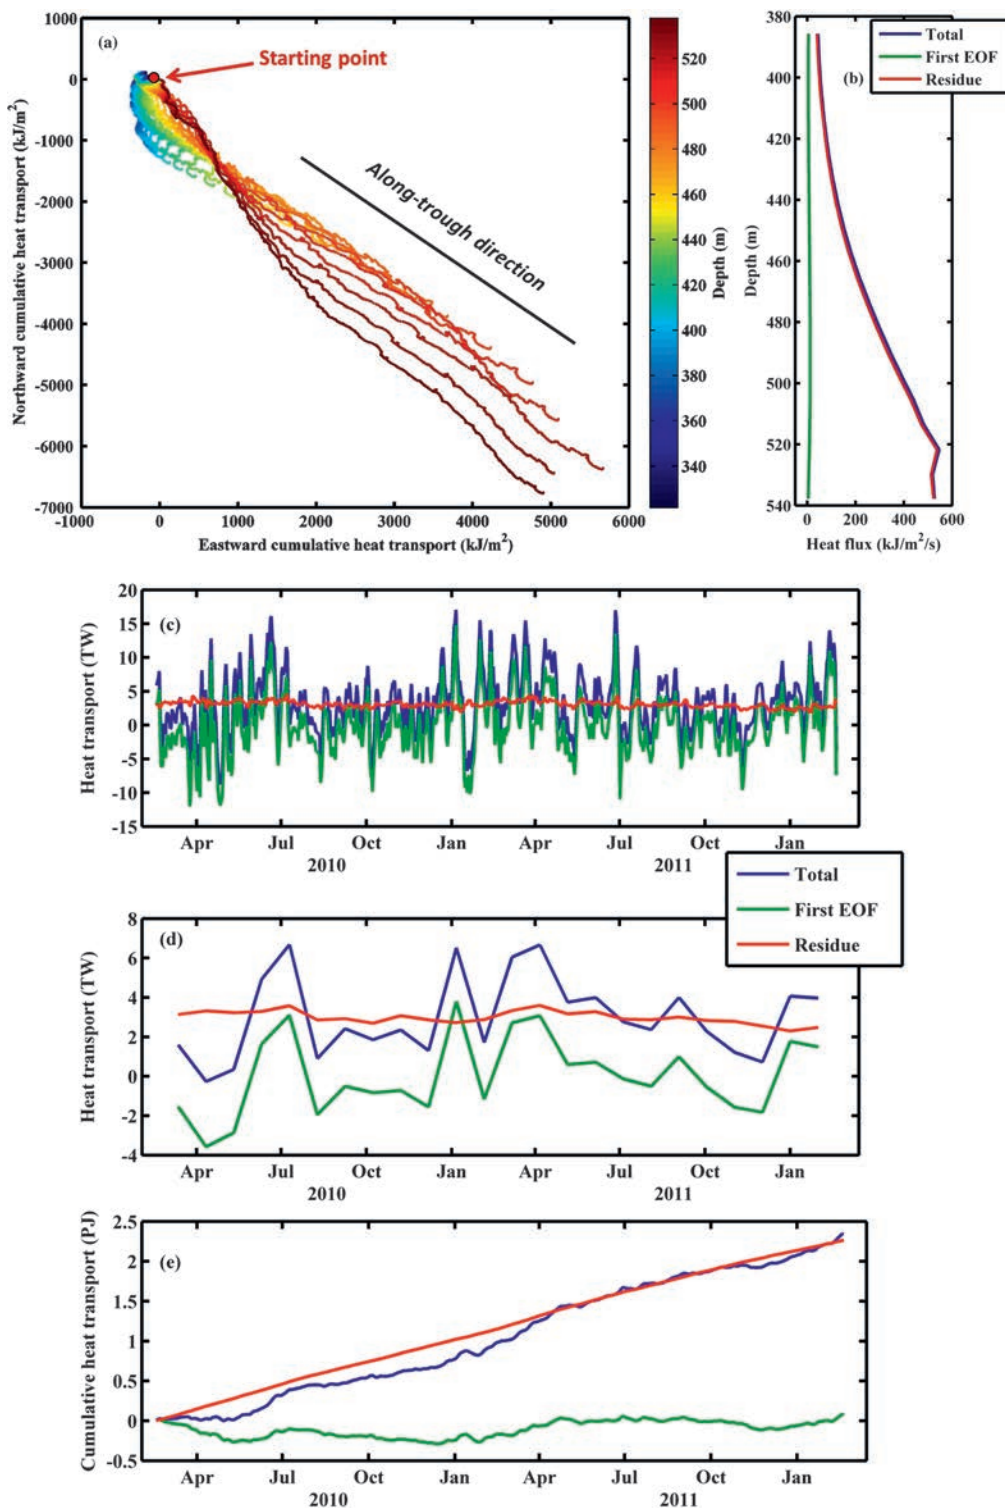 (a)
Starting point
Along-trough direction
Northward cumulative heat transport (kJ/m²)
1000
0
-1000
-2000
-3000
-4000
-5000
-6000
-7000
-1000 0 1000 2000 3000 4000 5000 6000
Eastward cumulative heat transport (kJ/m²)
520
500
480
460
440
420
400
380
360
340
Depth (m)
(b)
Total
First EOF
Residue
Depth (m)
380
400
420
440
460
480
500
520
540
0 200 400 600
Heat flux (kJ/m²/s)
(c)
Heat transport (TW)
20
15
10
5
0
-5
-10
-15
Apr Jul Oct Jan Apr Jul Oct Jan
2010 2011
Total
First EOF
Residue
(d)
Heat transport (TW)
8
6
4
2
0
-2
-4
Apr Jul Oct Jan Apr Jul Oct Jan
2010 2011
(e)
Cumulative heat transport (PJ)
2.5
2
1.5
1
0.5
0
-0.5
Apr Jul Oct Jan Apr Jul Oct Jan
2010 2011